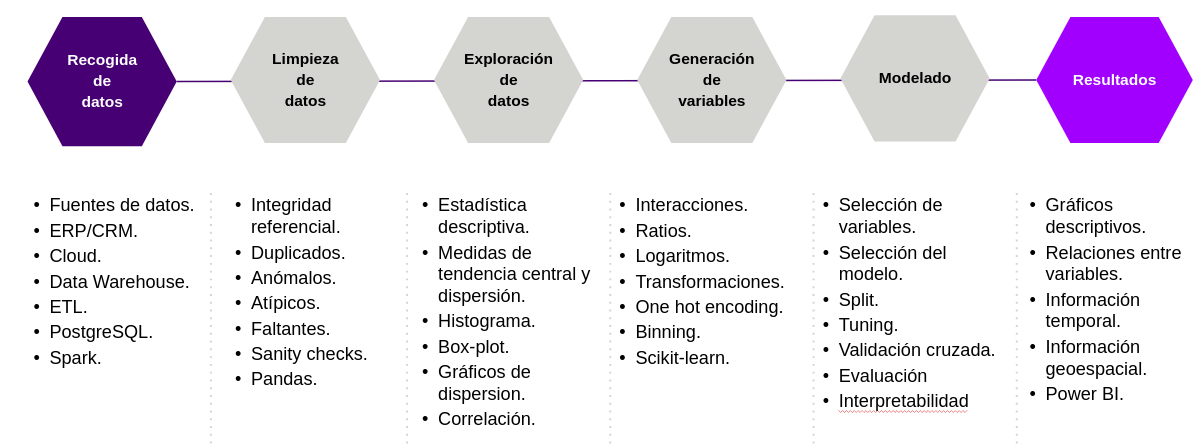 Recogida
de
datos
Limpieza
de
datos
Exploración
de
datos
Generación
de
variables
Modelado
Resultados
• Fuentes de datos.
• ERP/CRM.
• Cloud.
• Data Warehouse.
• ETL.
• PostgreSQL.
• Spark.
• Integridad
referencial.
• Duplicados.
• Anómalos.
• Atípicos.
• Faltantes.
• Sanity checks.
• Pandas.
• Estadística
descriptiva.
• Medidas de
tendencia central y
dispersión.
• Histograma.
• Box-plot.
• Gráficos de
dispersion.
• Correlación.
• Interacciones.
• Ratios.
• Logaritmos.
• Transformaciones.
• One hot encoding.
• Binning.
• Scikit-learn.
• Selección de
variables.
• Selección del
modelo.
• Split.
• Tuning.
• Validación cruzada.
• Evaluación
• Interpretabilidad
• Gráficos
descriptivos.
• Relaciones entre
variables.
• Información
temporal.
• Información
geoespacial.
• Power BI.